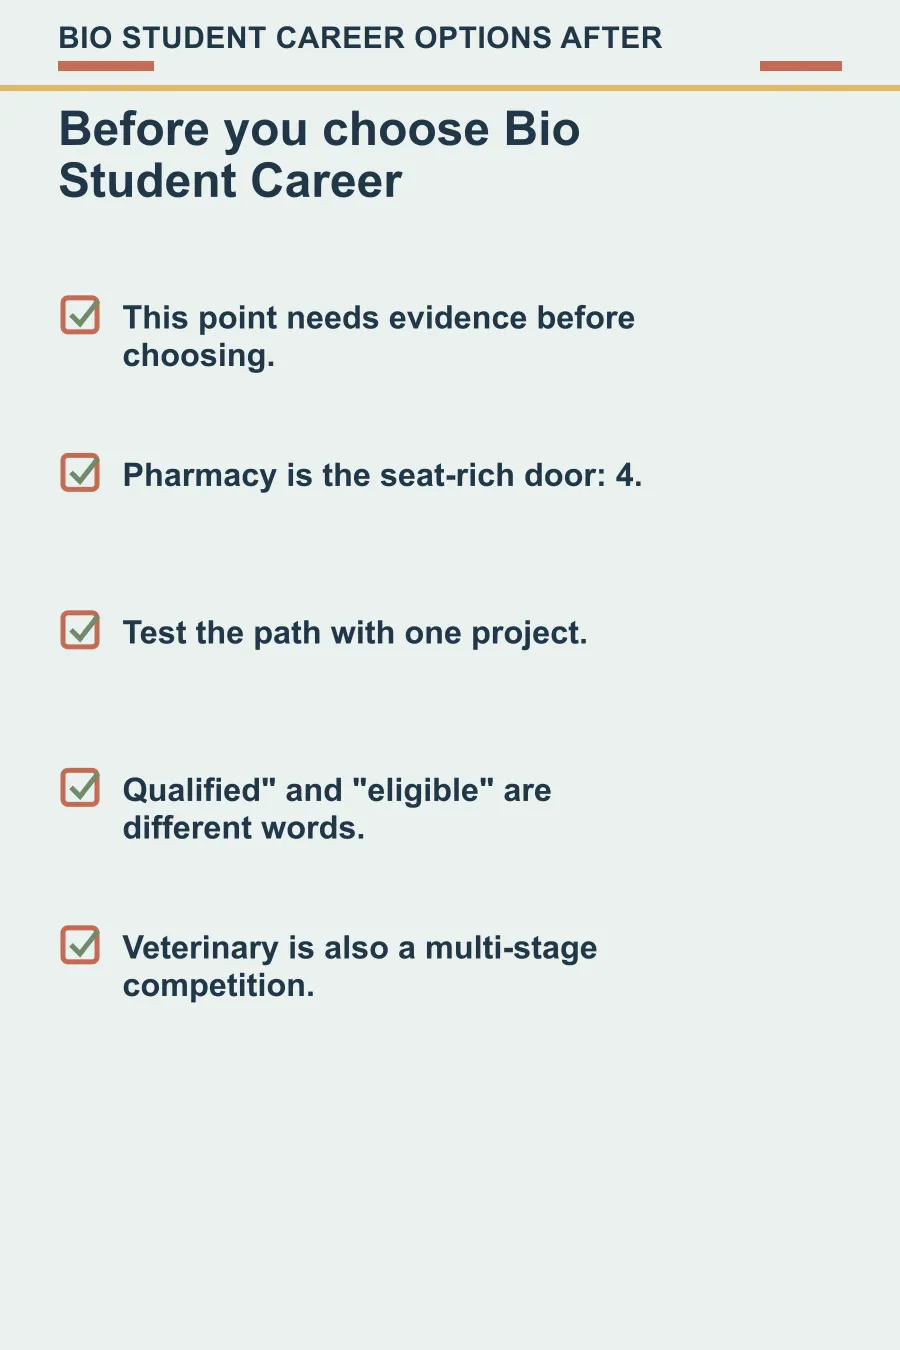 BIO STUDENT CAREER OPTIONS AFTER
Before you choose Bio
Student Career
This point needs evidence before
choosing.
Pharmacy is the seat-rich door: 4.
Test the path with one project.
Qualified" and "eligible" are
different words.
Veterinary is also a multi-stage
competition.